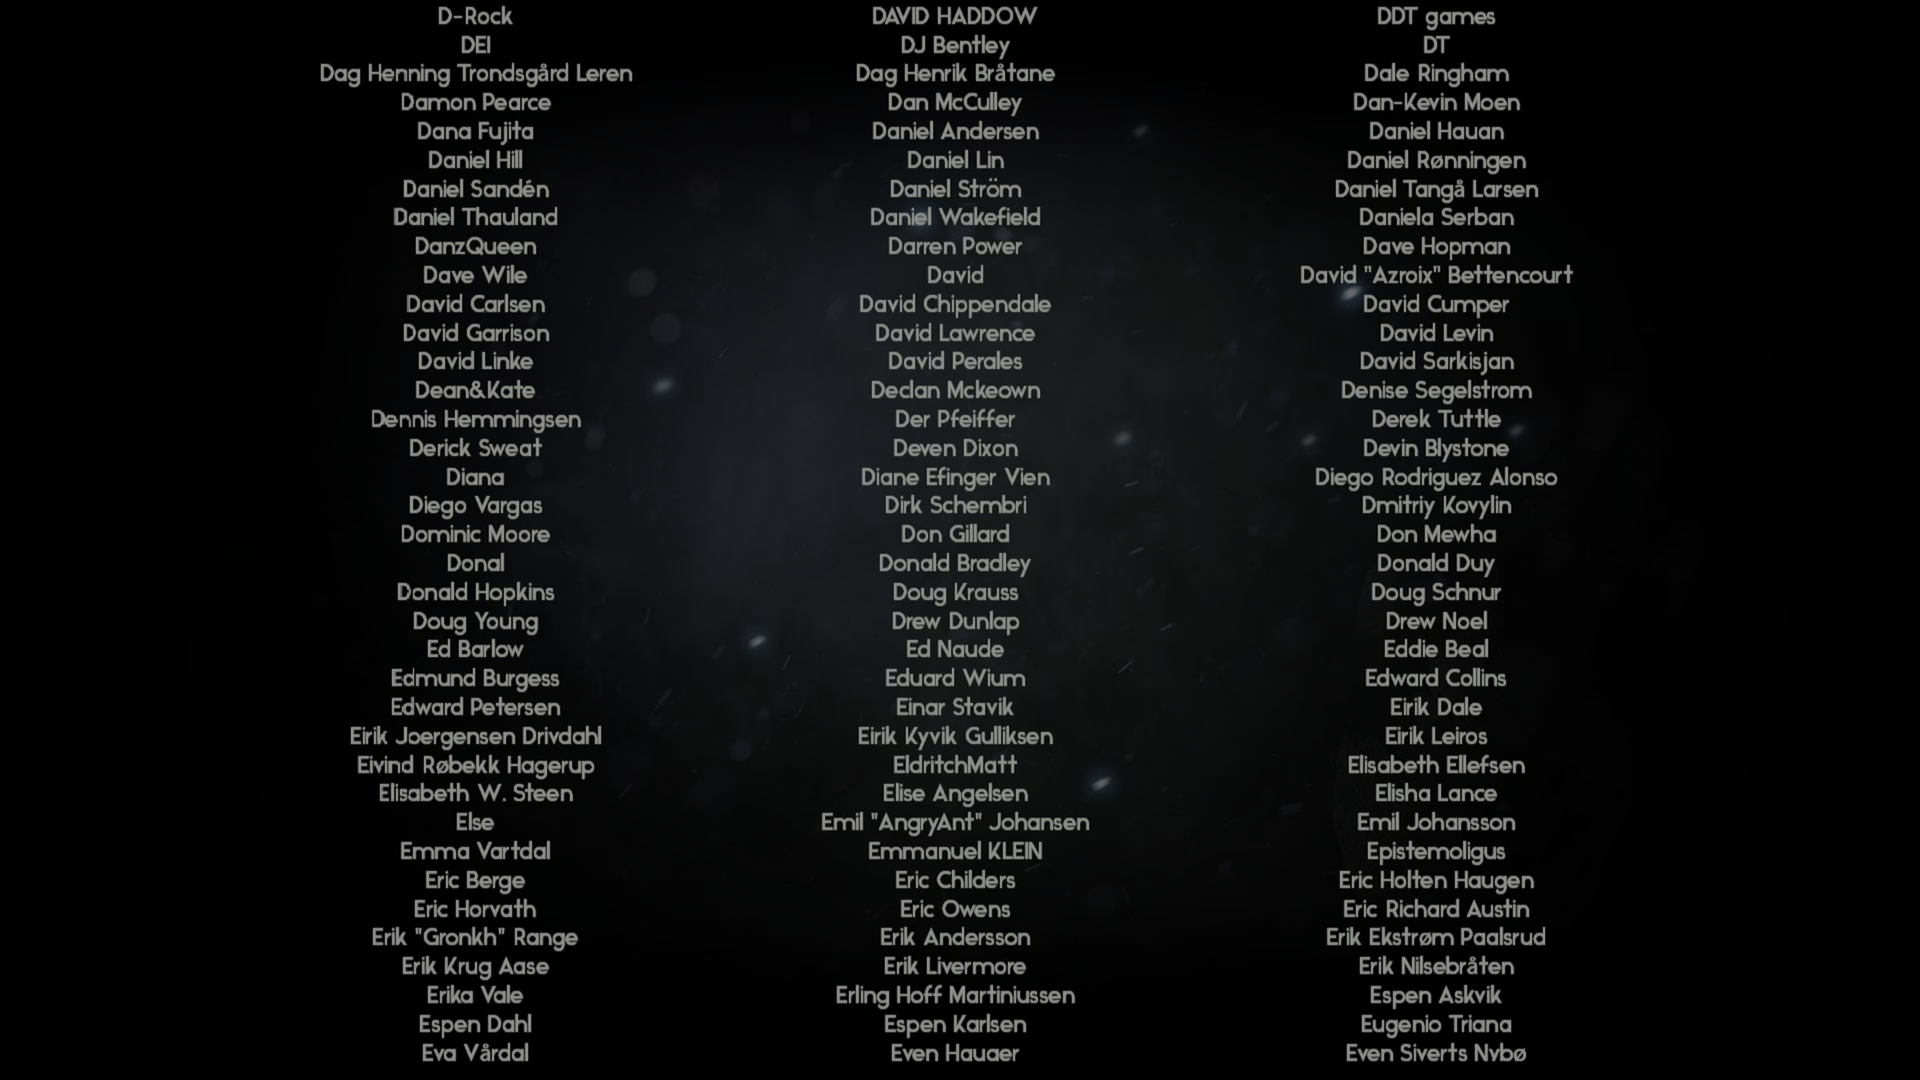 D-Rock DAVID HADDOW DDT games
DEI DJ Bentley DT
Dag Henning Trondsgård Leren Dag Henrik Bråtane Dale Ringham
Damon Pearce Dan McCulley Dan-Kevin Moen
Dana Fujita Daniel Andersen Daniel Hauan
Daniel Hill Daniel Lin Daniel Rønningen
Daniel Sandén Daniel Ström Daniel Tangå Larsen
Daniel Thauland Daniel Wakefield Daniela Serban
DanzQueen Darren Power Dave Hopman
Dave Wile David David "Azroix" Bettencourt
David Carlsen David Chippendale David Cumper
David Garrison David Lawrence David Levin
David Linke David Perales David Sarkisjan
Dean&Kate Declan Mckeown Denise Segelstrom
Dennis Hemmingsen Der Pfeiffer Derek Tuttle
Derick Sweat Deven Dixon Devin Blystone
Diana Diane Efinger Vien Diego Rodriguez Alonso
Diego Vargas Dirk Schembri Dmitriy Kovylin
Dominic Moore Don Gillard Don Mewha
Donal Donald Bradley Donald Duy
Donald Hopkins Doug Krauss Doug Schnur
Doug Young Drew Dunlap Drew Noel
Ed Barlow Ed Naude Eddie Beal
Edmund Burgess Eduard Wium Edward Collins
Edward Petersen Einar Stavik Eirik Dale
Eirik Joergensen Drivdahl Eirik Kyvik Gulliksen Eirik Leiros
Eivind Røbekk Hagerup EldritchMatt Elisabeth Ellefsen
Elisabeth W. Steen Elise Angelsen Elisha Lance
Else Emil "AngryAnt" Johansen Emil Johansson
Emma Vartdal Emmanuel KLEIN Epistemoligus
Eric Berge Eric Childers Eric Holten Haugen
Eric Horvath Eric Owens Eric Richard Austin
Erik "Gronkh" Range Erik Andersson Erik Ekstrøm Paalsrud
Erik Krug Aase Erik Livermore Erik Nilsebråten
Erika Vale Erling Hoff Martiniussen Espen Askvik
Espen Dahl Espen Karlsen Eugenio Triana
Eva Vårdal Even Hauger Even Siverts Nybø